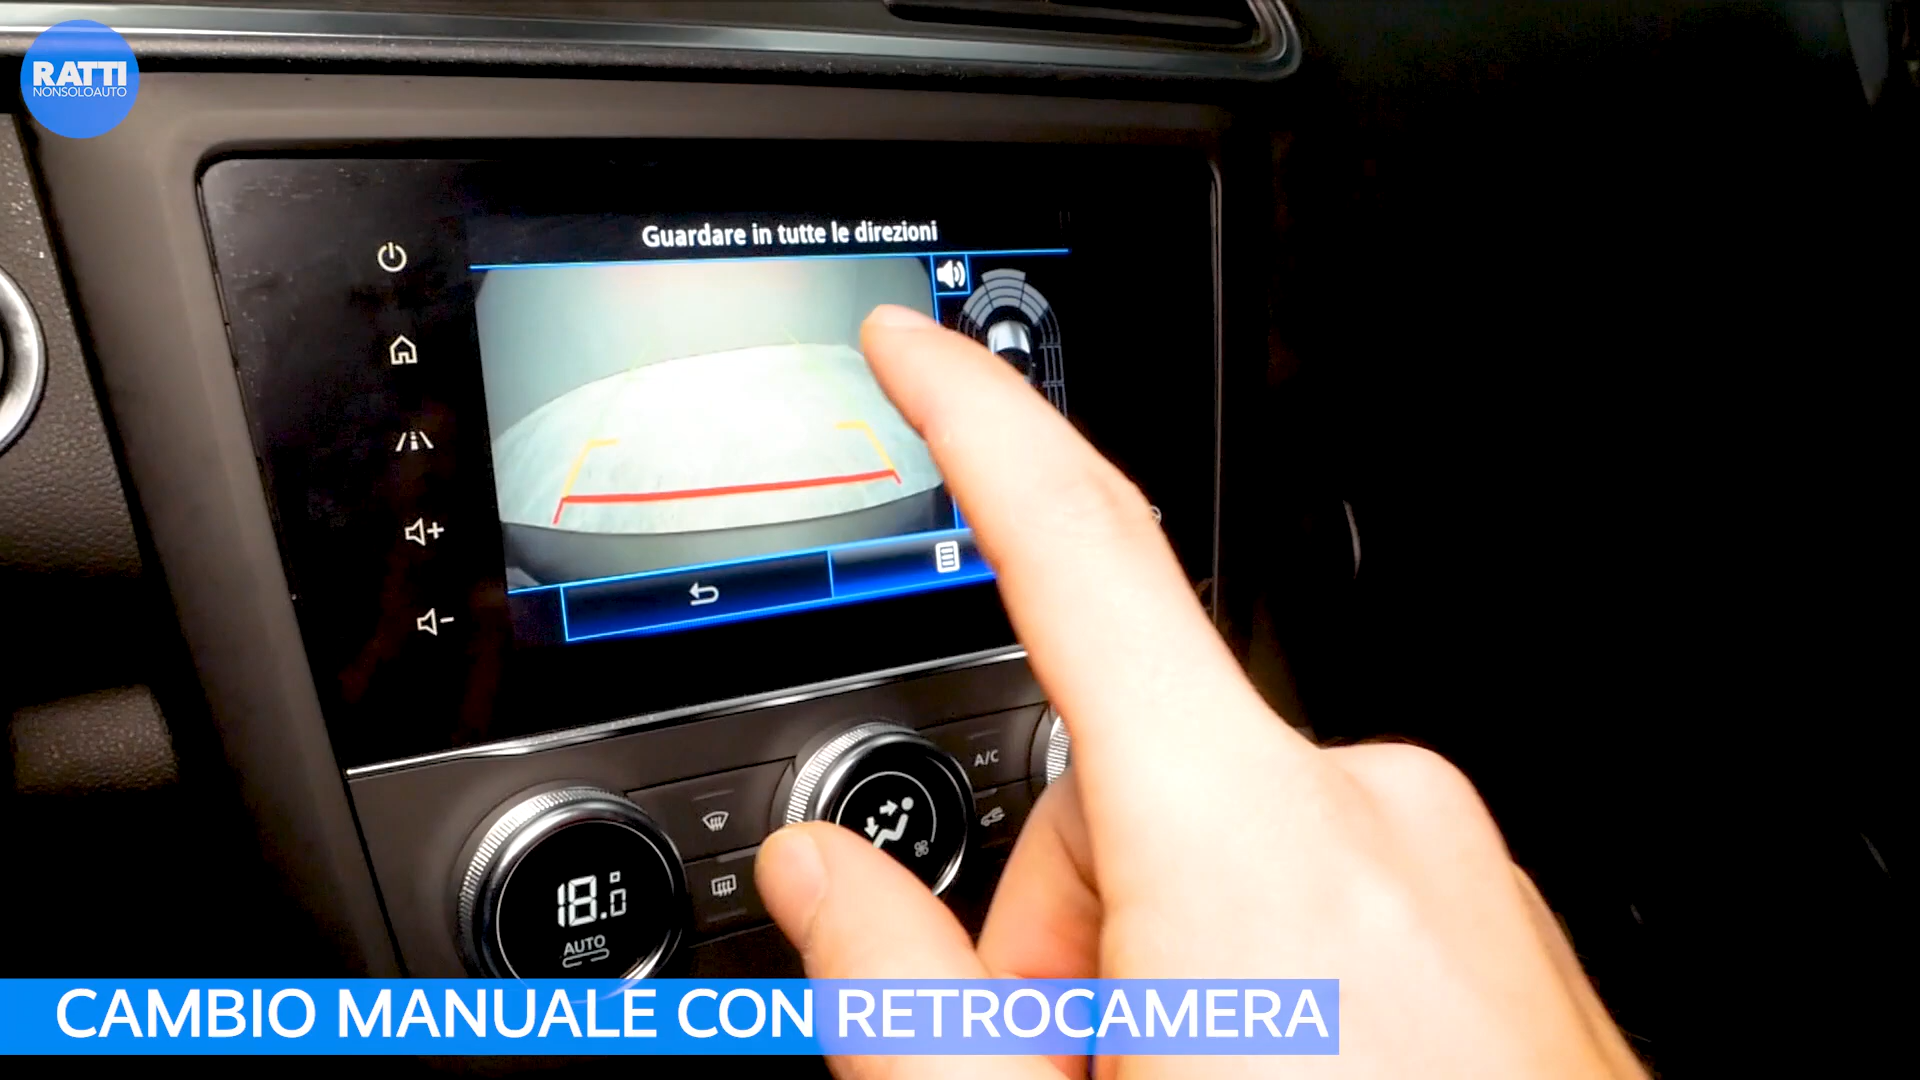 RATTI
NONSOLOAUTO
Guardare in tutte le direzioni
A/C
18.0
AUTO
CAMBIO MANUALE CON RETROCAMERA